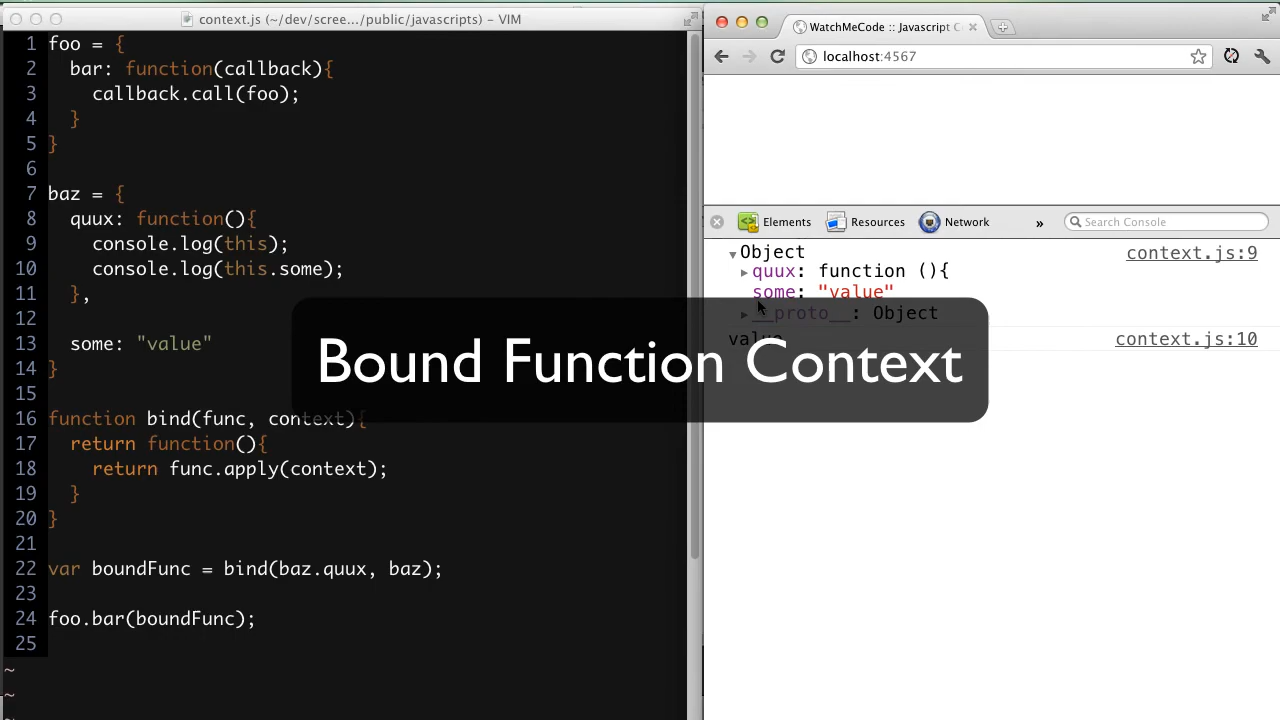 context.js (~/dev/scree.../public/javascripts) – VIM
1 foo = {
2 bar: function(callback){
3 callback.call(foo);
4 }
5 }
6
7 baz = {
8 quux: function(){
9 console.log(this);
10 console.log(this.some);
11 },
12
13 some: "value"
14 }
15
16 function bind(func, context){
17 return function(){
18 return func.apply(context);
19 }
20 }
21
22 var boundFunc = bind(baz.quux, baz);
23
24 foo.bar(boundFunc);
25
~
~
~
WatchMeCode :: Javascript C
localhost:4567
Elements Resources Network » Search Console
Object context.js:9
quux: function (){
some: "value"
__proto__: Object
value context.js:10
Bound Function Context